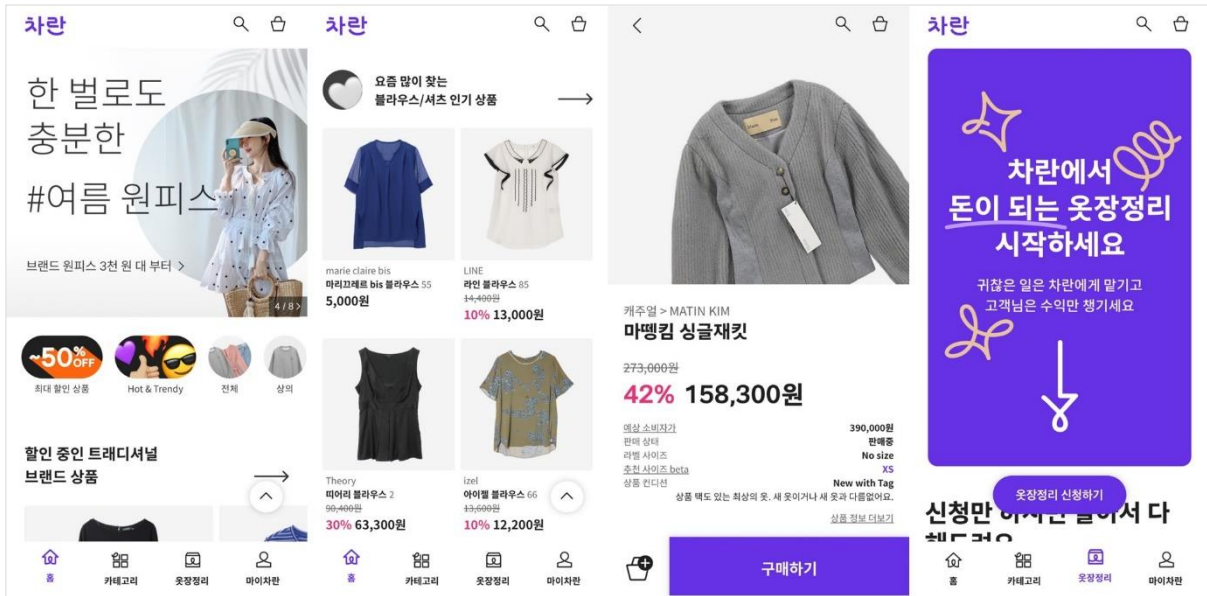 차란
한 벌로도
충분한
#여름 원피스
브랜드 원피스 3천 원 대 부터 >
4 / 8 >
~50% OFF
최대 할인 상품
Hot & Trendy
전체
상의
할인 중인 트래디셔널
브랜드 상품
홈
카테고리
옷장정리
마이차란
차란
요즘 많이 찾는
블라우스/셔츠 인기 상품
marie claire bis
마리끄레르 bis 블라우스 55
5,000원
LINE
라인 블라우스 85
14,400원
10% 13,000원
Theory
띠어리 블라우스 2
90,400원
30% 63,300원
izel
아이젤 블라우스 66
13,600원
10% 12,200원
홈
카테고리
옷장정리
마이차란
캐주얼 > MATIN KIM
마뗑킴 싱글재킷
273,000원
42% 158,300원
예상 소비자가 390,000원
판매 상태 판매중
라벨 사이즈 No size
추천 사이즈 beta XS
상품 컨디션 New with Tag
상품 택도 있는 최상의 옷. 새 옷이거나 새 옷과 다름없어요.
상품 정보 더보기
구매하기
차란
차란에서
돈이 되는 옷장정리
시작하세요
귀찮은 일은 차란에게 맡기고
고객님은 수익만 챙기세요
옷장정리 신청하기
신청만
다
홈
카테고리
옷장정리
마이차란